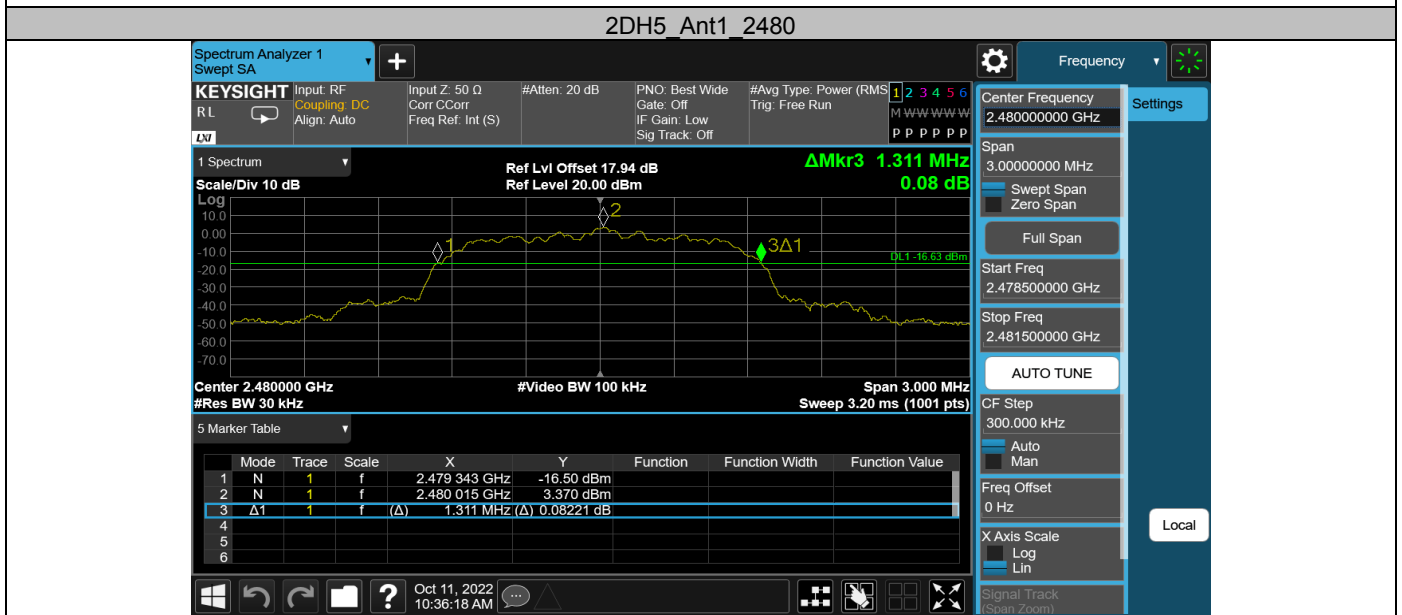 2DH5_Ant1_2480
Spectrum Analyzer 1
Swept SA
Frequency
KEYSIGHT
RL
LXI
Input: RF
Coupling: DC
Align: Auto
Input Z: 50 Ω
Corr CCorr
Freq Ref: Int (S)
#Atten: 20 dB
PNO: Best Wide
Gate: Off
IF Gain: Low
Sig Track: Off
#Avg Type: Power (RMS
Trig: Free Run
1 2 3 4 5 6
M W W W W W
P P P P P P
Center Frequency
2.480000000 GHz
Settings
1 Spectrum
Scale/Div 10 dB
Ref Lvl Offset 17.94 dB
Ref Level 20.00 dBm
ΔMkr3 1.311 MHz
0.08 dB
Span
3.00000000 MHz
Swept Span
Zero Span
Full Span
Start Freq
2.478500000 GHz
Stop Freq
2.481500000 GHz
AUTO TUNE
CF Step
300.000 kHz
Auto
Man
Freq Offset
0 Hz
X Axis Scale
Log
Lin
Signal Track
(Span Zoom)
Local
Log
10.0
0.00
-10.0
-20.0
-30.0
-40.0
-50.0
-60.0
-70.0
1
2
3Δ1
DL1 -16.63 dBm
Center 2.480000 GHz
#Video BW 100 kHz
Span 3.000 MHz
#Res BW 30 kHz
Sweep 3.20 ms (1001 pts)
5 Marker Table
Mode Trace Scale X Y Function Function Width Function Value
1 N 1 f 2.479 343 GHz -16.50 dBm
2 N 1 f 2.480 015 GHz 3.370 dBm
3 Δ1 1 f (Δ) 1.311 MHz (Δ) 0.08221 dB
4
5
6
?
Oct 11, 2022
10:36:18 AM